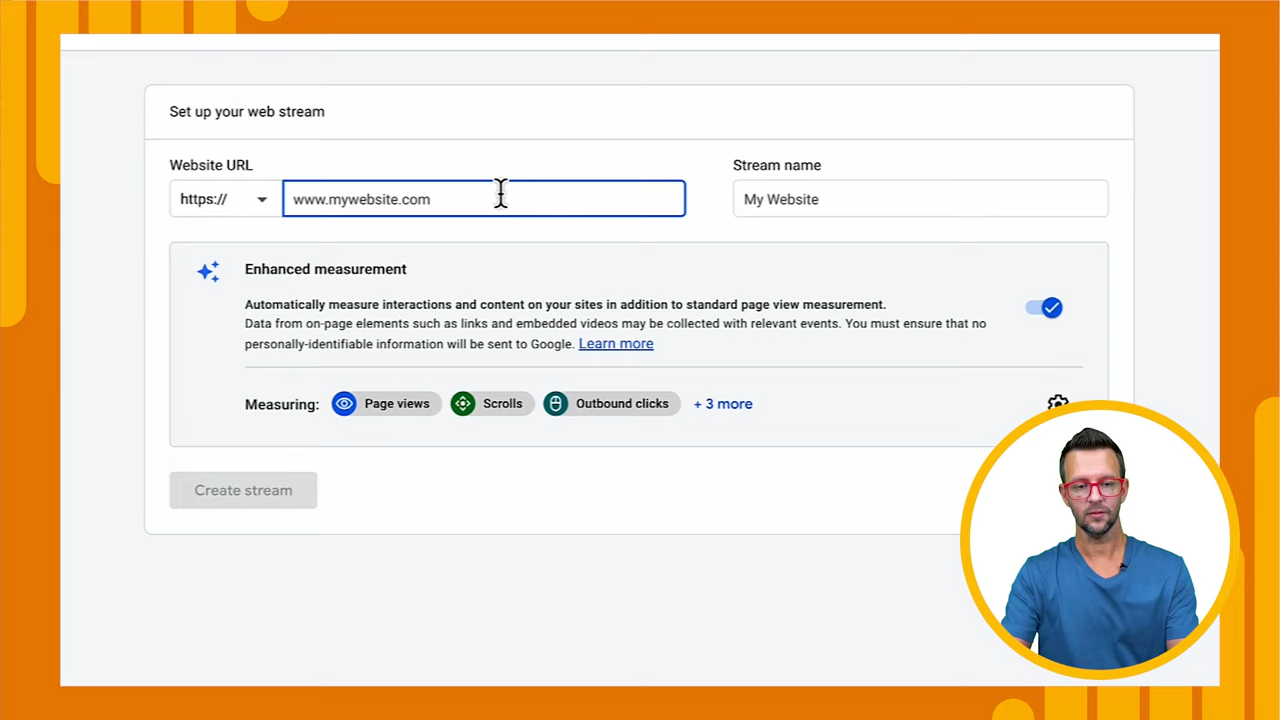 Set up your web stream
Website URL
Stream name
https://
www.mywebsite.com
My Website
Enhanced measurement
Automatically measure interactions and content on your sites in addition to standard page view measurement.
Data from on-page elements such as links and embedded videos may be collected with relevant events. You must ensure that no
personally-identifiable information will be sent to Google. Learn more
Measuring:
Page views
Scrolls
Outbound clicks
+ 3 more
Create stream